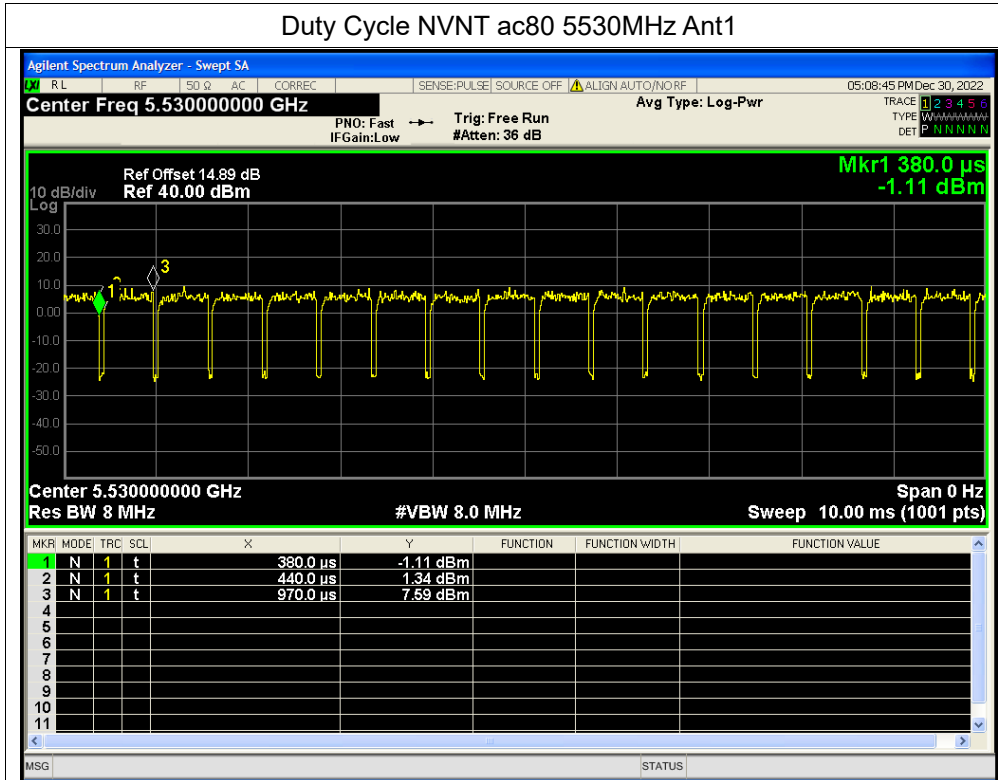 Duty Cycle NVNT ac80 5530MHz Ant1
Agilent Spectrum Analyzer - Swept SA
LXI RL RF 50 Ω AC CORREC SENSE:PULSE SOURCE OFF ALIGN AUTO/NO RF 05:08:45 PM Dec 30, 2022
Center Freq 5.530000000 GHz Avg Type: Log-Pwr TRACE 1 2 3 4 5 6
PNO: Fast Trig: Free Run TYPE W
IFGain:Low #Atten: 36 dB DET P N N N N N
Mkr1 380.0 µs
Ref Offset 14.89 dB
10 dB/div Ref 40.00 dBm -1.11 dBm
Log
30.0
20.0
3
10.0
1
0.00
-10.0
-20.0
-30.0
-40.0
-50.0
Center 5.530000000 GHz Span 0 Hz
Res BW 8 MHz #VBW 8.0 MHz Sweep 10.00 ms (1001 pts)
MKR MODE TRC SCL X Y FUNCTION FUNCTION WIDTH FUNCTION VALUE
1 N 1 t 380.0 µs -1.11 dBm
2 N 1 t 440.0 µs 1.34 dBm
3 N 1 t 970.0 µs 7.59 dBm
4
5
6
7
8
9
10
11
MSG STATUS